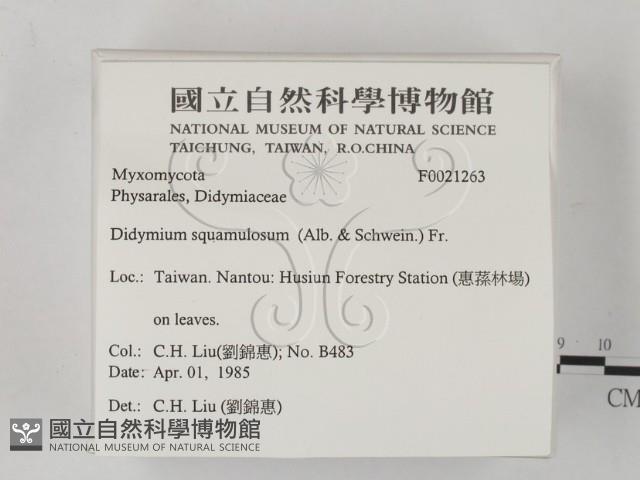 國立自然科學博物館
NATIONAL MUSEUM OF NATURAL SCIENCE
TAICHUNG, TAIWAN, R.O.CHINA
Myxomycota F0021263
Physarales, Didymiaceae
Didymium squamulosum (Alb. & Schwein.) Fr.
Loc.: Taiwan. Nantou: Husiun Forestry Station (惠蓀林場)
on leaves.
Col.: C.H. Liu(劉錦惠); No. B483
Date: Apr. 01, 1985
Det.: C.H. Liu (劉錦惠)
9 10
CM
國立自然科學博物館
NATIONAL MUSEUM OF NATURAL SCIENCE